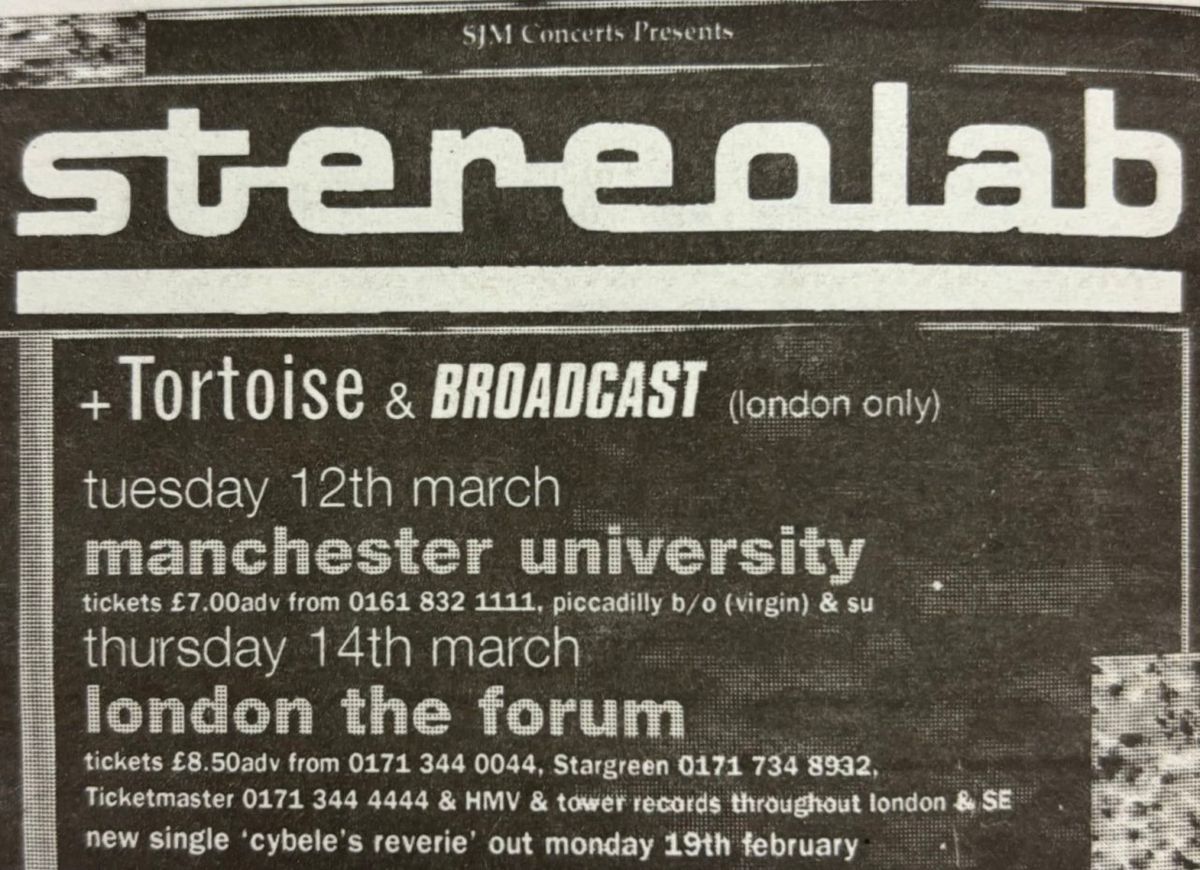 SJM Concerts Presents
stereolab
+ Tortoise & BROADCAST (london only)
tuesday 12th march
manchester university
tickets £7.00adv from 0161 832 1111, piccadilly b/o (virgin) & su
thursday 14th march
london the forum
tickets £8.50adv from 0171 344 0044, Stargreen 0171 734 8932,
Ticketmaster 0171 344 4444 & HMV & tower records throughout london & SE
new single ‘cybele's reverie’ out monday 19th february